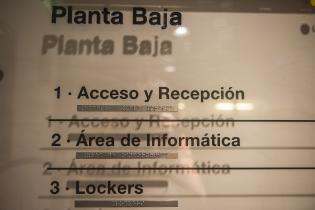 Planta Baja
1 · Acceso y Recepción
2 · Área de Informática
3 · Lockers